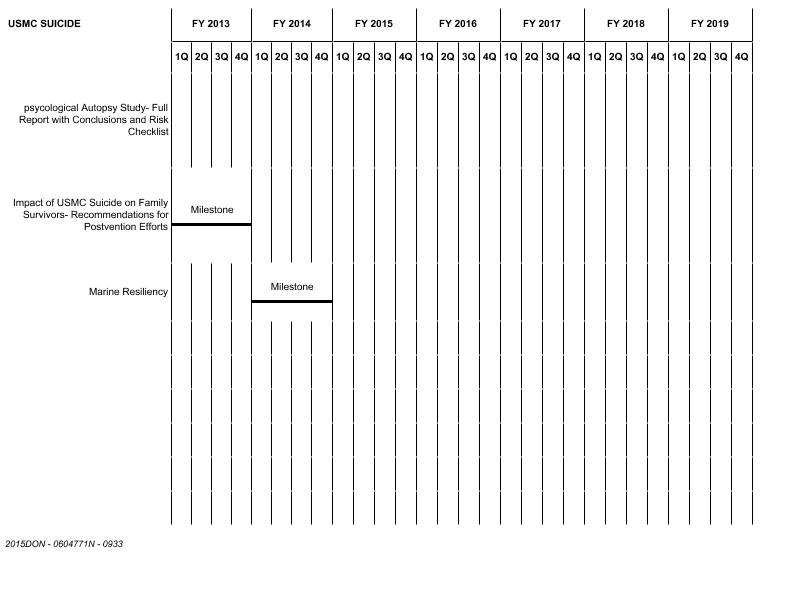 USMC SUICIDE FY 2013 FY 2014 FY 2015 FY 2016 FY 2017 FY 2018 FY 2019
1Q 2Q 3Q 4Q 1Q 2Q 3Q 4Q 1Q 2Q 3Q 4Q 1Q 2Q 3Q 4Q 1Q 2Q 3Q 4Q 1Q 2Q 3Q 4Q 1Q 2Q 3Q 4Q
psycological Autopsy Study- Full
Report with Conclusions and Risk
Checklist
Impact of USMC Suicide on Family
Survivors- Recommendations for
Postvention Efforts
Milestone
Marine Resiliency
Milestone
2015DON - 0604771N - 0933